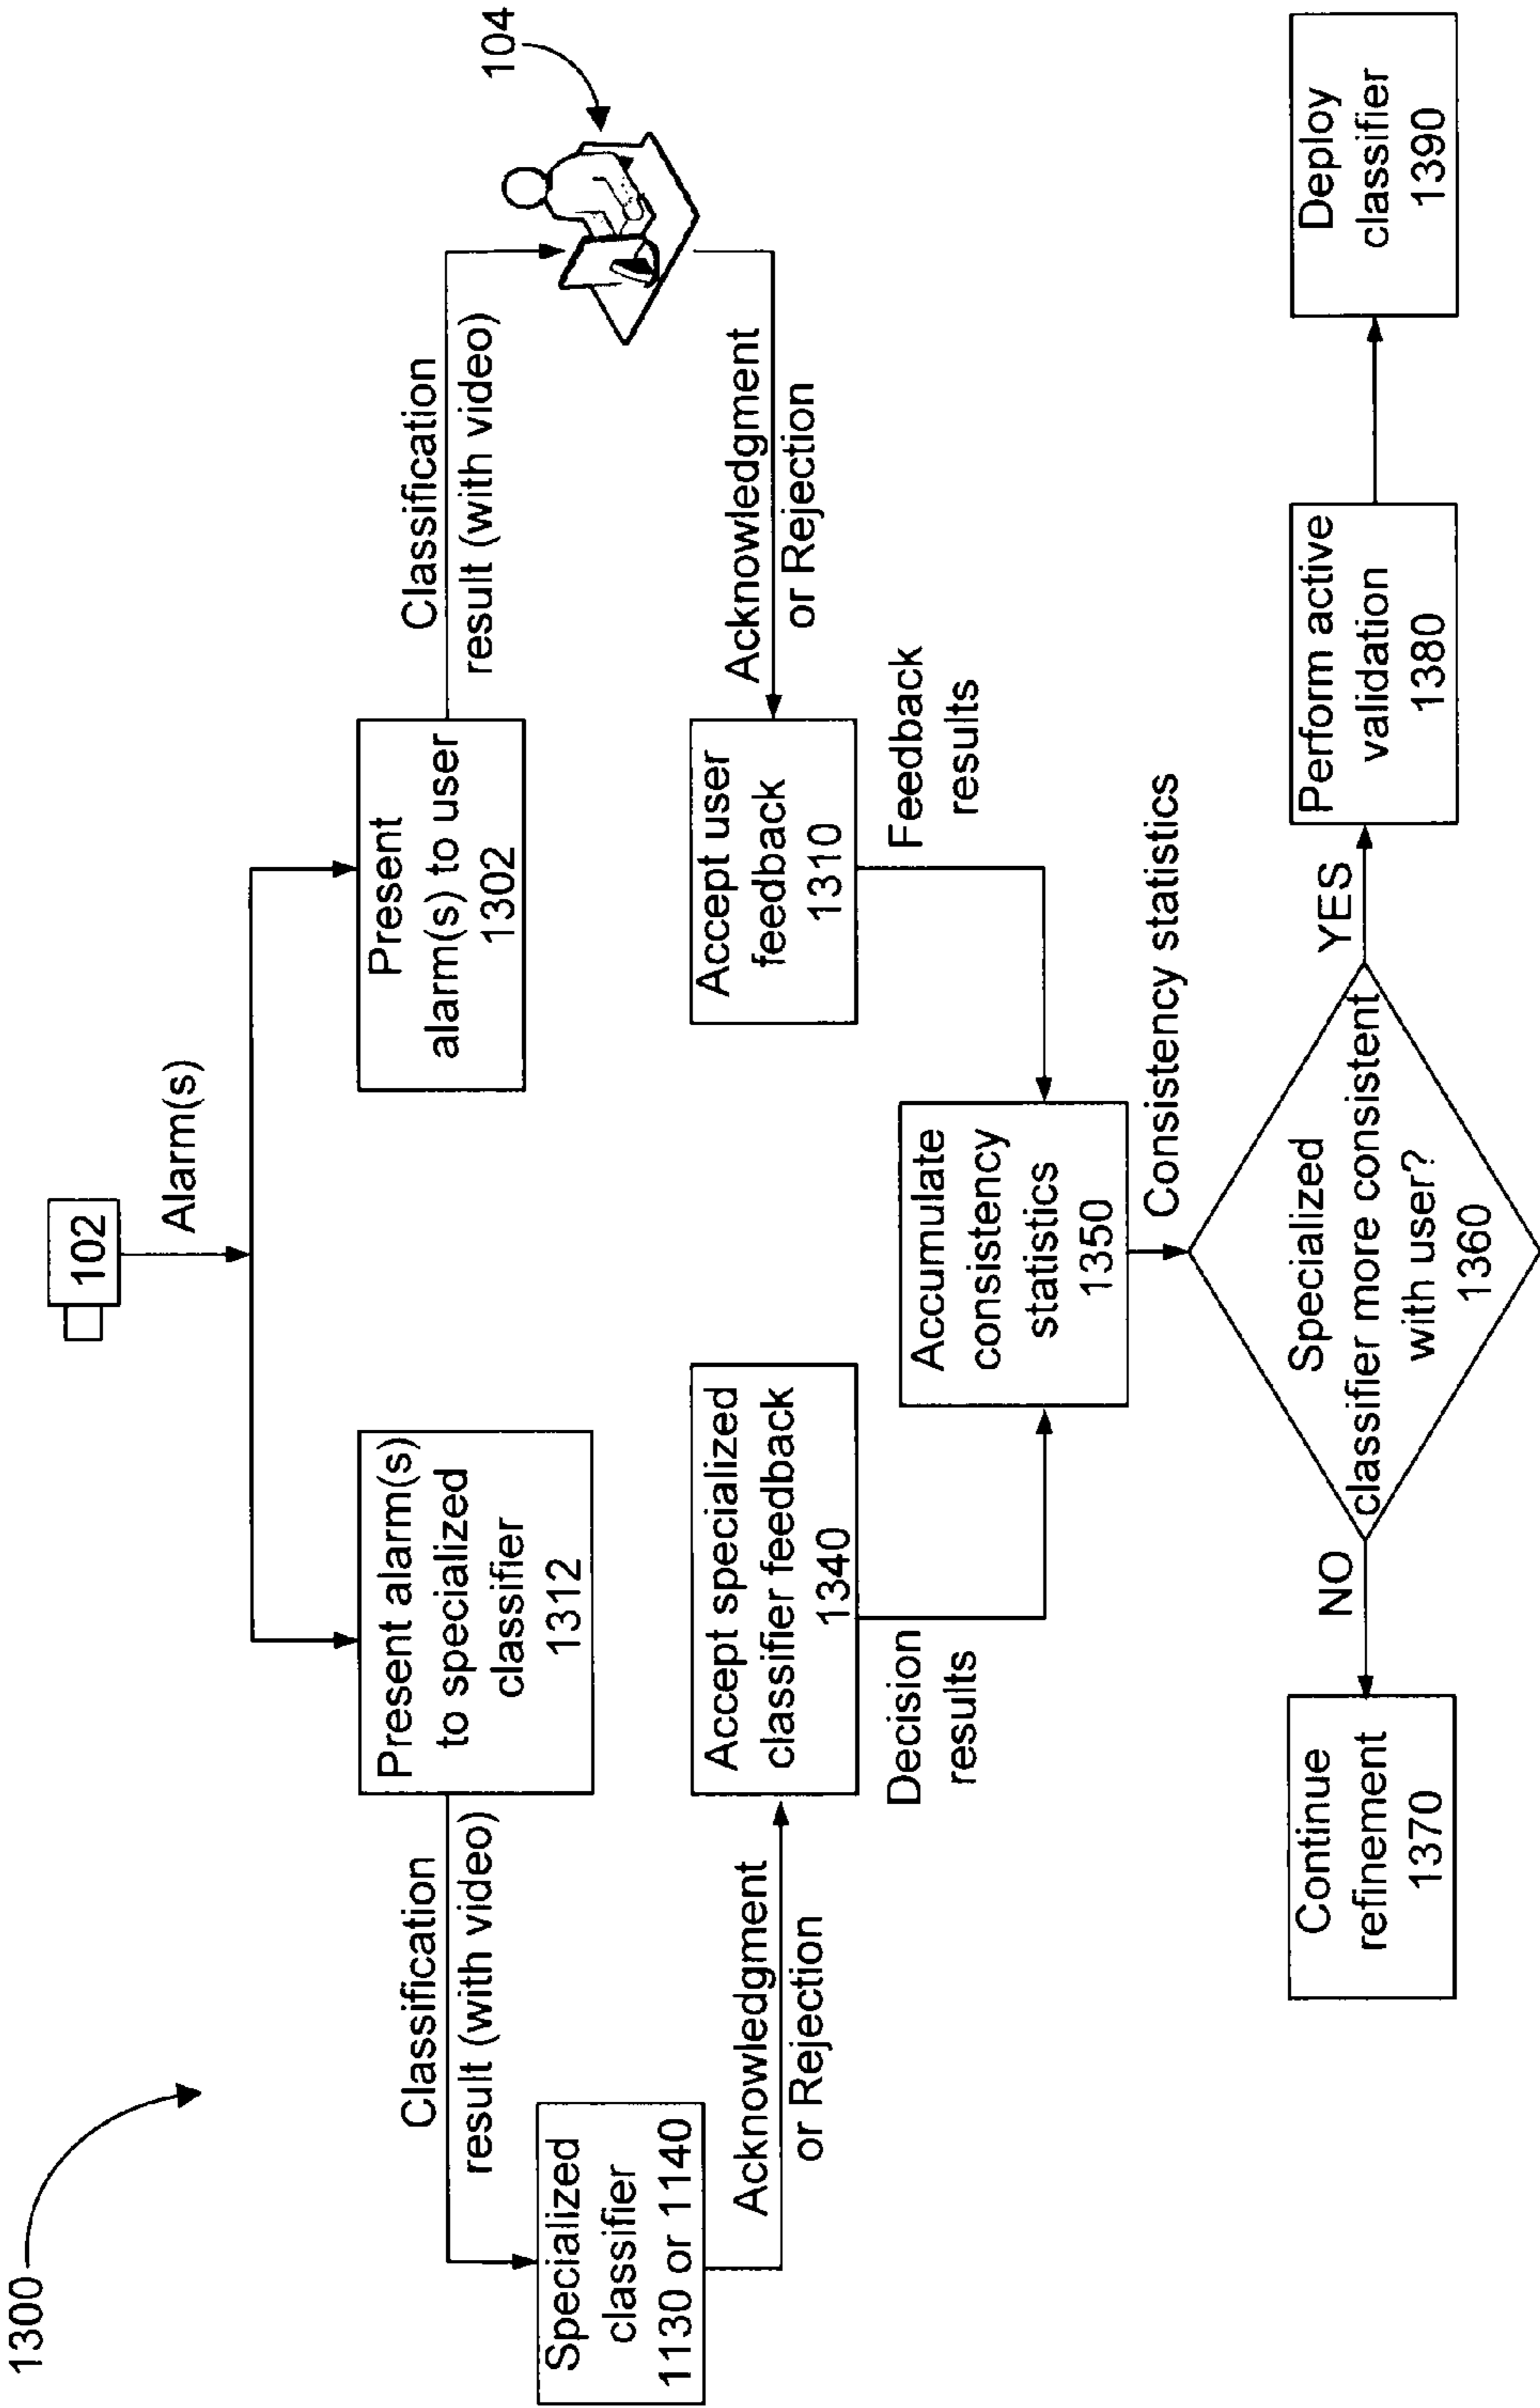 1300
102
Alarm(s)
Present alarm(s)
to specialized
classifier
1312
Present
alarm(s) to user
1302
Classification
result (with video)
Classification
result (with video)
104
Specialized
classifier
1130 or 1140
Acknowledgment
or Rejection
Acknowledgment
or Rejection
Accept specialized
classifier feedback
1340
Accept user
feedback
1310
Decision
results
Feedback
results
Accumulate
consistency
statistics
1350
Consistency statistics
Specialized
classifier more consistent
with user?
1360
NO
YES
Continue
refinement
1370
Perform active
validation
1380
Deploy
classifier
1390